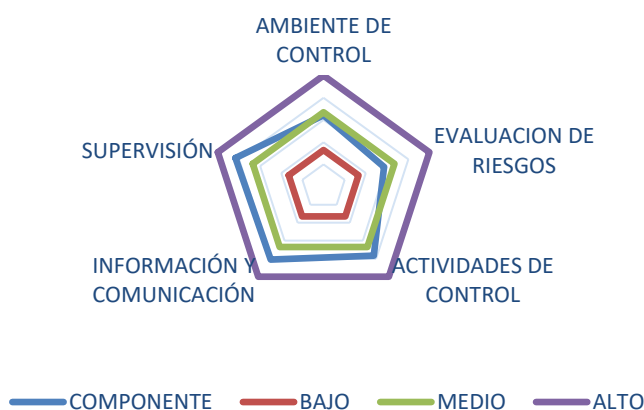 AMBIENTE DE
CONTROL
EVALUACION DE
RIESGOS
SUPERVISIÓN
INFORMACIÓN Y
COMUNICACIÓN
ACTIVIDADES DE
CONTROL
COMPONENTE BAJO MEDIO ALTO